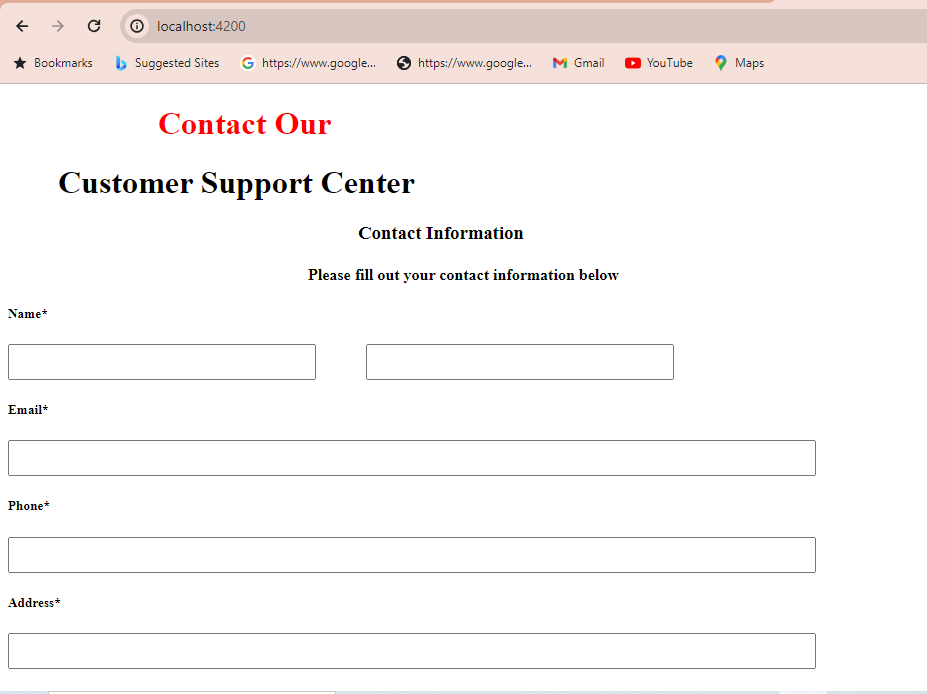 localhost:4200
Bookmarks Suggested Sites https://www.google... https://www.google... Gmail YouTube Maps
Contact Our
Customer Support Center
Contact Information
Please fill out your contact information below
Name*
Email*
Phone*
Address*